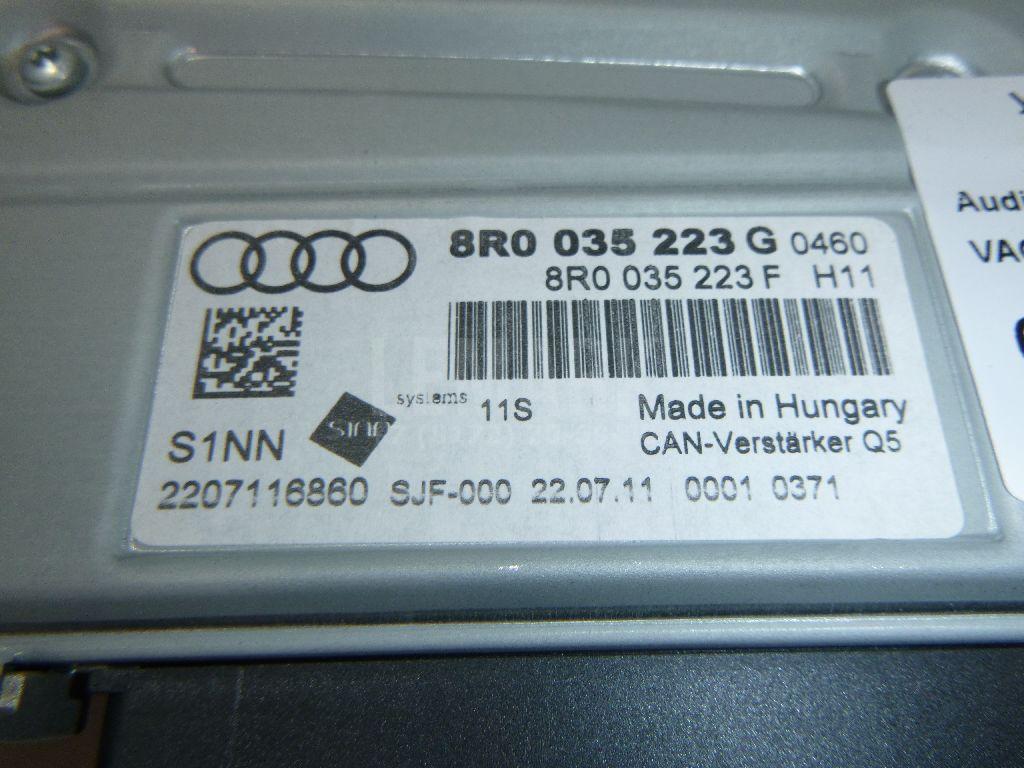 8R0 035 223 G 0460
8R0 035 223 F H11
systems 11S
Made in Hungary
S1NN
CAN-Verstärker Q5
2207116860 SJF-000 22.07.11 0001 0371
Audi